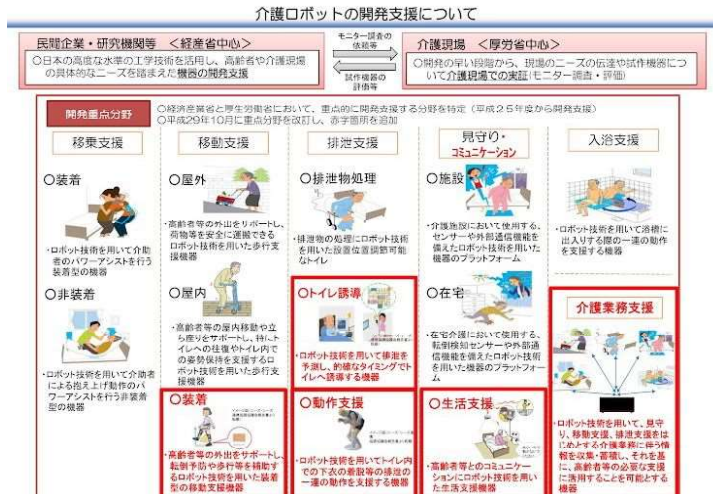 介護ロボットの開発支援について
民間企業・研究機関等　＜経産省中心＞
○日本の高度な水準の工学技術を活用し、高齢者や介護現場
の具体的なニーズを踏まえた機器の開発支援
モニター調査の
依頼等
試作機器の
評価等
介護現場　＜厚労省中心＞
○開発の早い段階から、現場のニーズの伝達や試作機器につ
いて介護現場での実証(モニター調査・評価)
開発重点分野
○経済産業省と厚生労働省において、重点的に開発支援する分野を特定（平成25年度から開発支援）
○平成29年10月に重点分野を改訂し、赤字箇所を追加
移乗支援
○装着
・ロボット技術を用いて介助
者のパワーアシストを行う
装着型の機器
○非装着
・ロボット技術を用いて介助者
による抱え上げ動作のパ
ワーアシストを行う非装着
型の機器
移動支援
○屋外
・高齢者等の外出をサポートし、
荷物等を安全に運搬できる
ロボット技術を用いた歩行支
援機器
○屋内
・高齢者等の屋内移動や立
ち座りをサポートし、特にト
イレへの往復やトイレ内で
の姿勢保持を支援するロ
ボット技術を用いた歩行支
援機器
○装着
・高齢者等の外出をサポートし、
転倒予防や歩行等を補助す
るロボット技術を用いた装着
型の移動支援機器
排泄支援
○排泄物処理
・排泄物の処理にロボット技術
を用いた設置位置調節可能
なトイレ
○トイレ誘導
・ロボット技術を用いて排泄を
予測し、的確なタイミングでト
イレへ誘導する機器
○動作支援
・ロボット技術を用いてトイレ内
での下衣の着脱等の排泄の
一連の動作を支援する機器
見守り・
コミュニケーション
○施設
・介護施設において使用する、
センサーや外部通信機能を
備えたロボット技術を用いた
機器のプラットフォーム
○在宅
・在宅介護において使用する、
転倒検知センサーや外部通
信機能を備えたロボット技術
を用いた機器のプラットフォー
ム
○生活支援
・高齢者等とのコミュニケー
ションにロボット技術を用い
た生活支援機器
入浴支援
・ロボット技術を用いて浴槽に
出入りする際の一連の動作
を支援する機器
介護業務支援
・ロボット技術を用いて、見守
り、移動支援、排泄支援をは
じめとする介護業務に伴う情
報を収集・蓄積し、それを基
に、高齢者等の必要な支援
に活用することを可能とする
機器